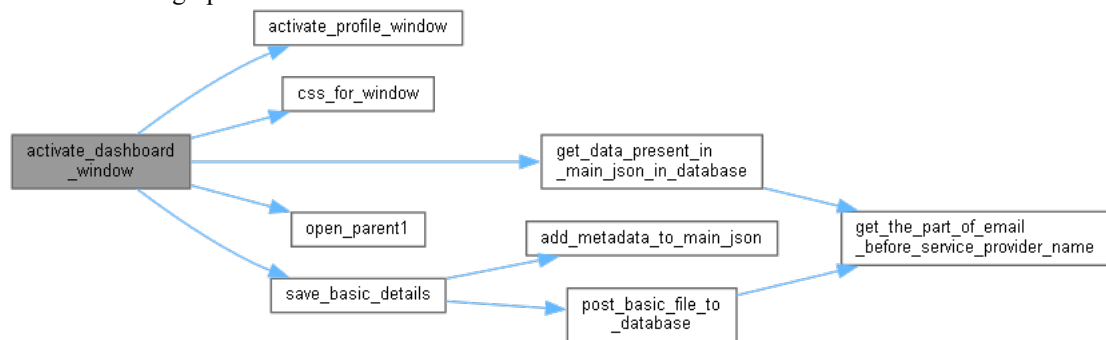 activate_profile_window
css_for_window
activate_dashboard
_window
get_data_present_in
_main_json_in_database
open_parent1
add_metadata_to_main_json
get_the_part_of_email
_before_service_provider_name
save_basic_details
post_basic_file_to
_database